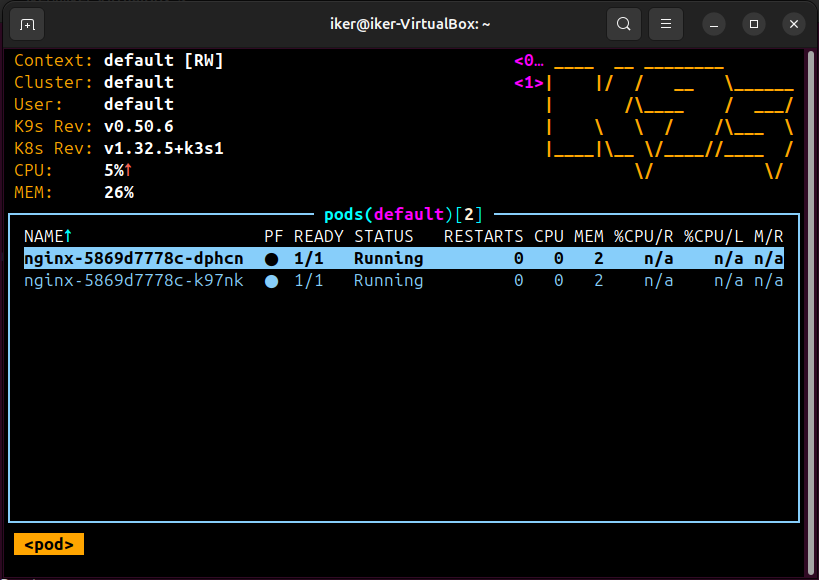 iker@iker-VirtualBox: ~
Context: default [RW]
<0…
Cluster: default
<1>
User: default
K9s Rev: v0.50.6
K8s Rev: v1.32.5+k3s1
CPU: 5%↑
MEM: 26%
K9s
pods(default)[2]
NAME↑ PF READY STATUS RESTARTS CPU MEM %CPU/R %CPU/L M/R
nginx-5869d7778c-dphcn ● 1/1 Running 0 0 2 n/a n/a n/a
nginx-5869d7778c-k97nk ● 1/1 Running 0 0 2 n/a n/a n/a
<pod>